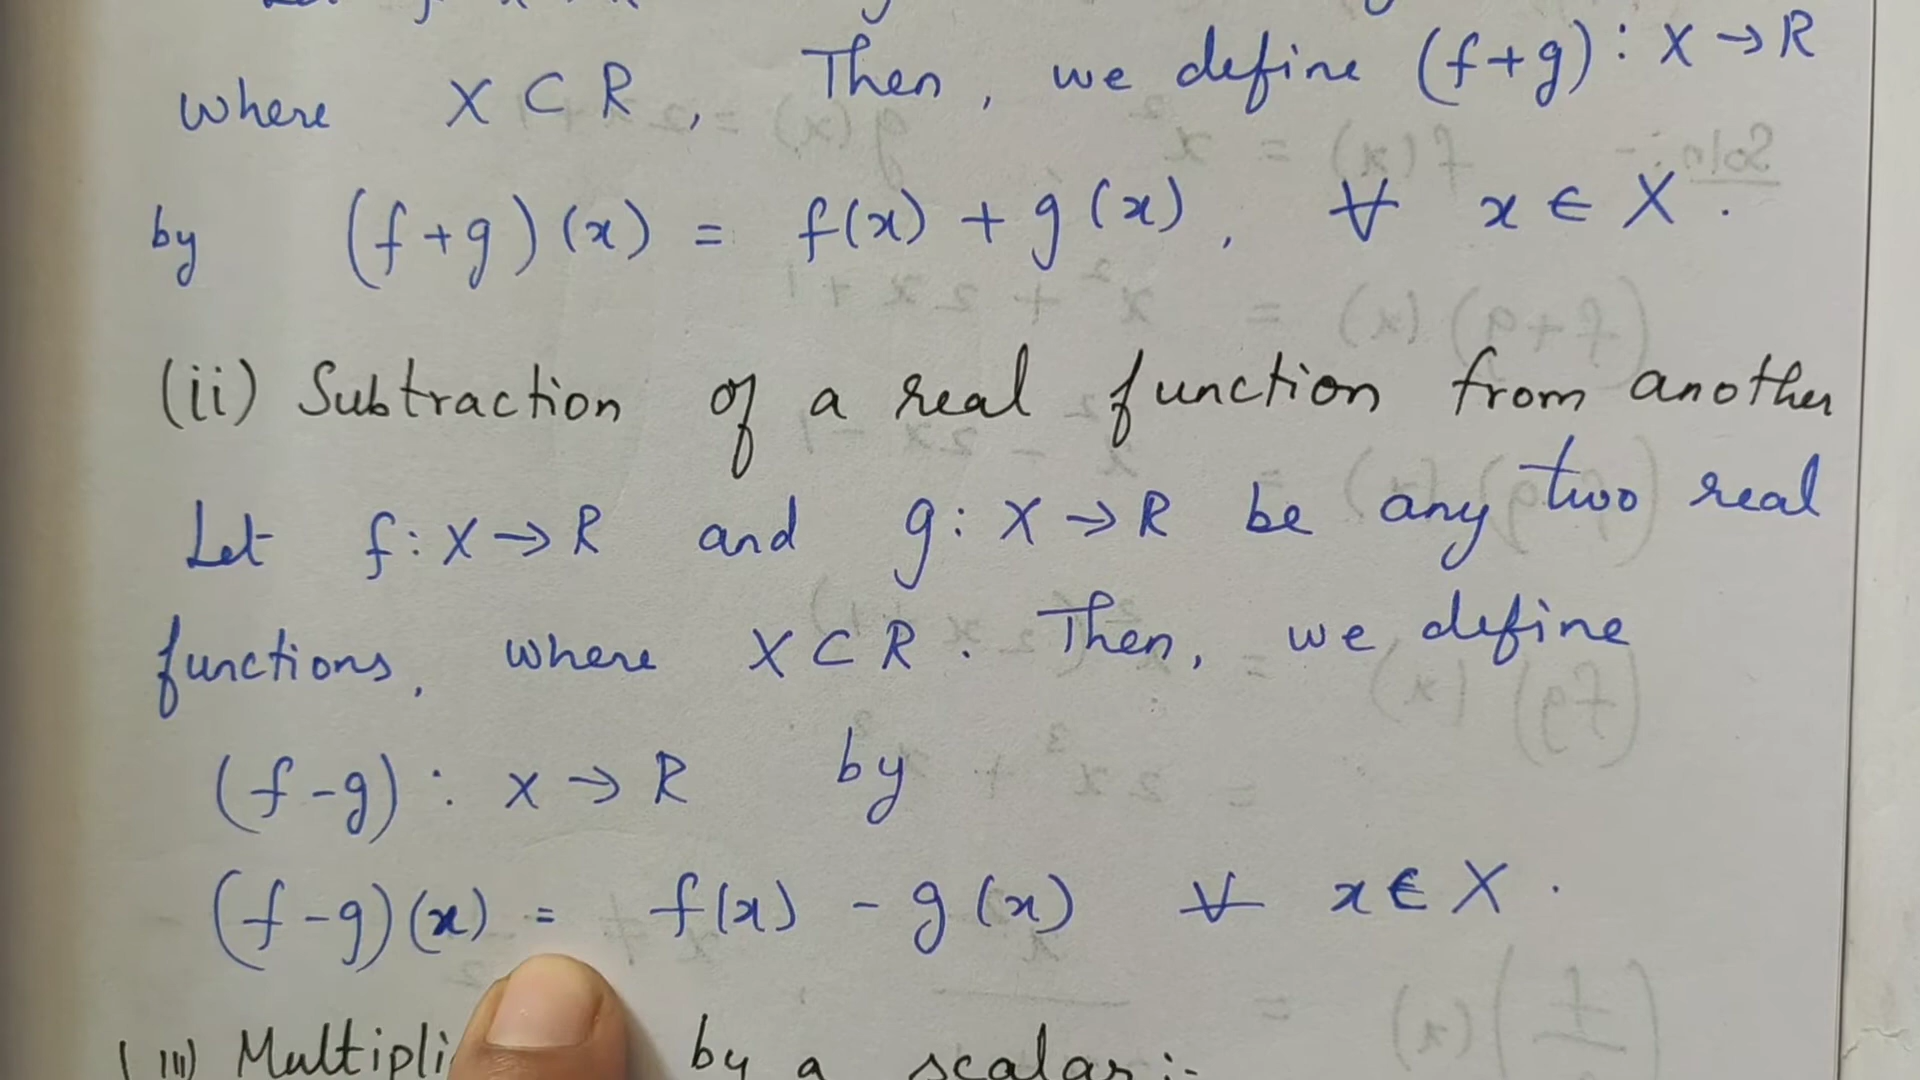 where X ⊂ R, Then, we define (f+g) : X → R
by (f+g)(x) = f(x) + g(x), ∀ x ∈ X.
(ii) Subtraction of a real function from another
Let f : X → R and g : X → R be any two real
functions, where X ⊂ R. Then, we define
(f-g) : X → R by
(f-g)(x) = f(x) - g(x) ∀ x ∈ X.
(iii) by a scalar :-